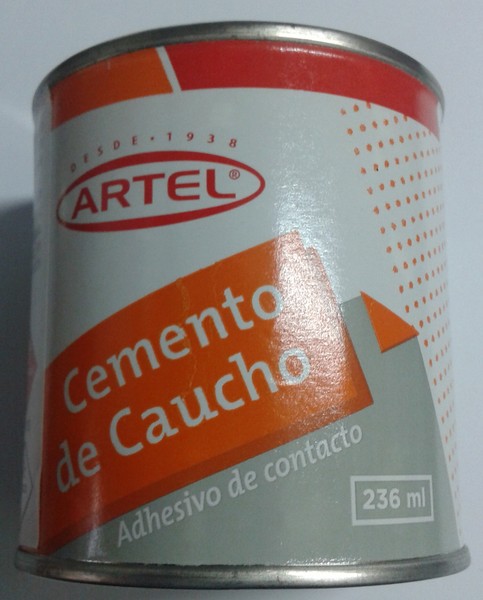 DESDE • 1938
ARTEL®
Cemento
de Caucho
Adhesivo de contacto
236 ml